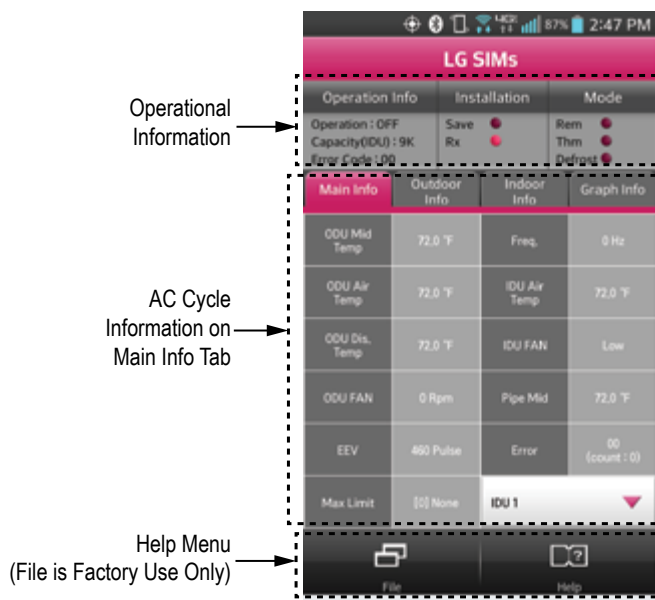 4G LTE 87% 2:47 PM
LG SIMs
Operational
Information
Operation Info Installation Mode
Operation : OFF Save Rem
Capacity(IDU) : 9K Rx Thm
Error Code : 00 Defrost
Main Info Outdoor Info Indoor Info Graph Info
AC Cycle
Information on
Main Info Tab
ODU Mid Temp 72.0 °F Freq. 0 Hz
ODU Air Temp 72.0 °F IDU Air Temp 72.0 °F
ODU Dis. Temp 72.0 °F IDU FAN Low
ODU FAN 0 Rpm Pipe Mid 72.0 °F
EEV 460 Pulse Error 00 (count : 0)
Max Limit [0] None IDU 1
Help Menu
(File is Factory Use Only)
File Help